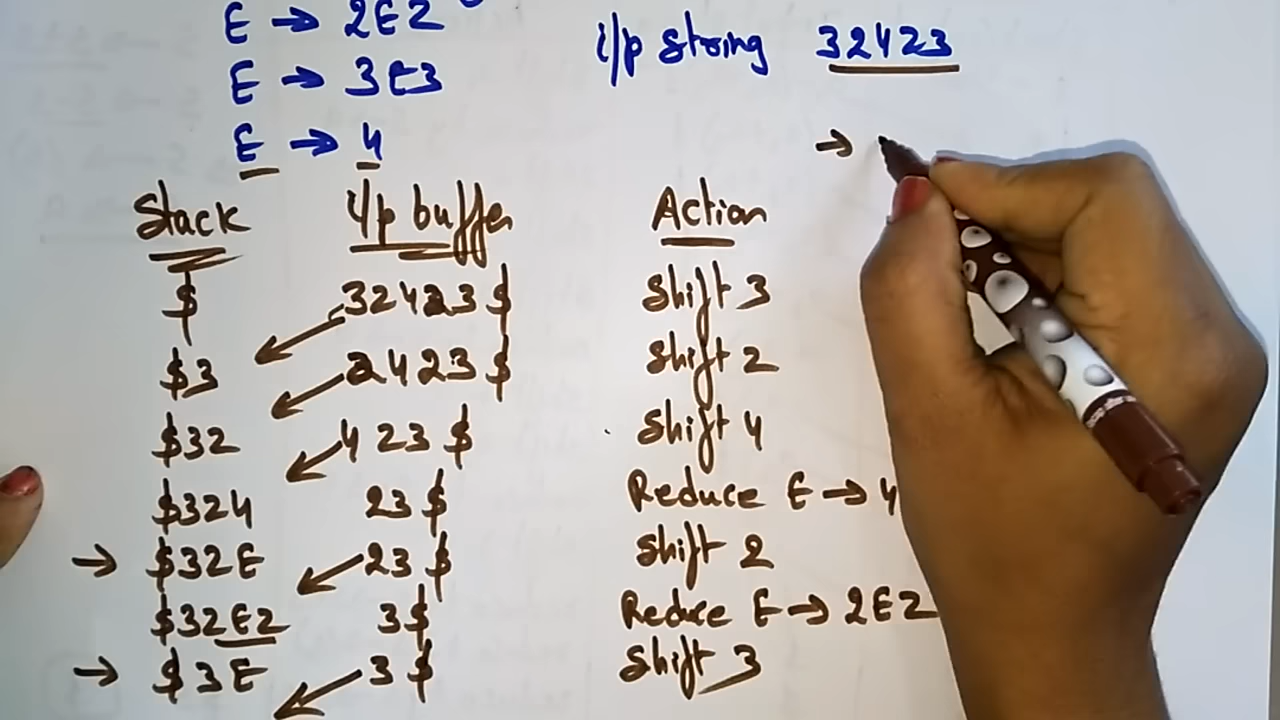 E → 2E2
i/p string 32423
E → 3E3
E → 4
→
Stack i/p buffer Action
$ 32423$ Shift 3
$3 2423$ Shift 2
$32 423$ Shift 4
$324 23$ Reduce E → 4
→ $32E 23$ Shift 2
$32E2 3$ Reduce E → 2E2
→ $3E 3$ Shift 3